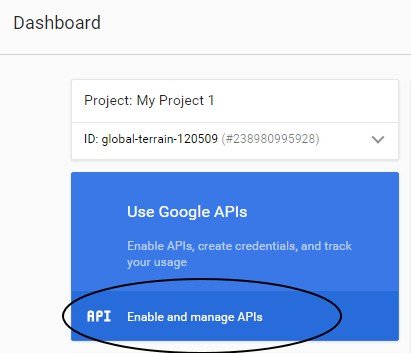 Dashboard
Project: My Project 1
ID: global-terrain-120509 (#238980995928)
Use Google APIs
Enable APIs, create credentials, and track
your usage
API Enable and manage APIs